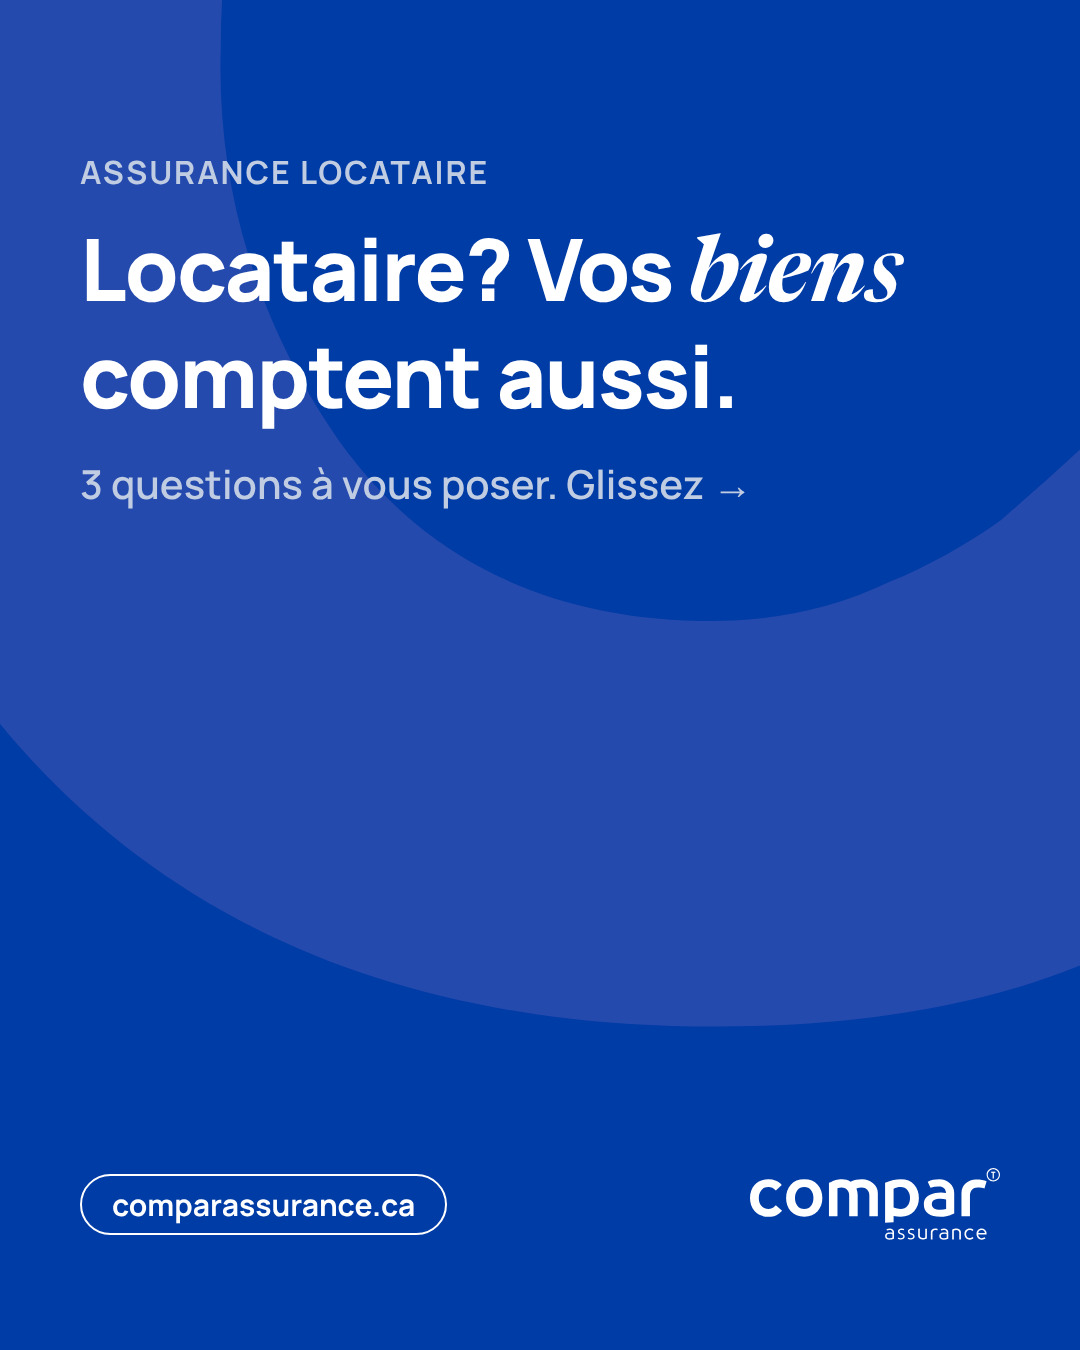 ASSURANCE LOCATAIRE
Locataire? Vos biens
comptent aussi.
3 questions à vous poser. Glissez →
comparassurance.ca
compar
assurance